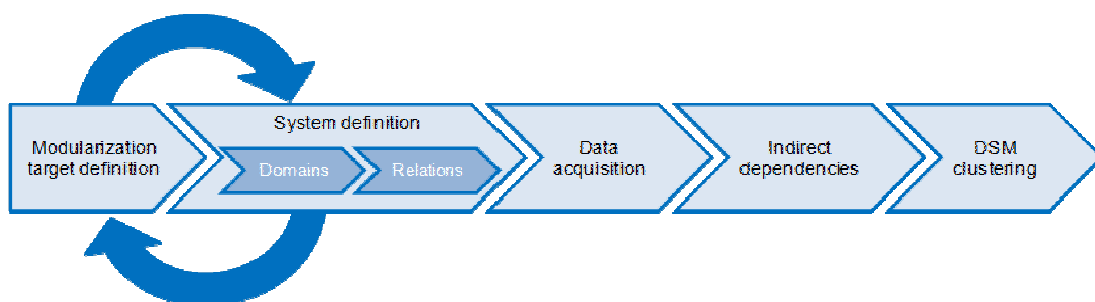 Modularization
target definition
System definition
Domains
Relations
Data
acquisition
Indirect
dependencies
DSM
clustering